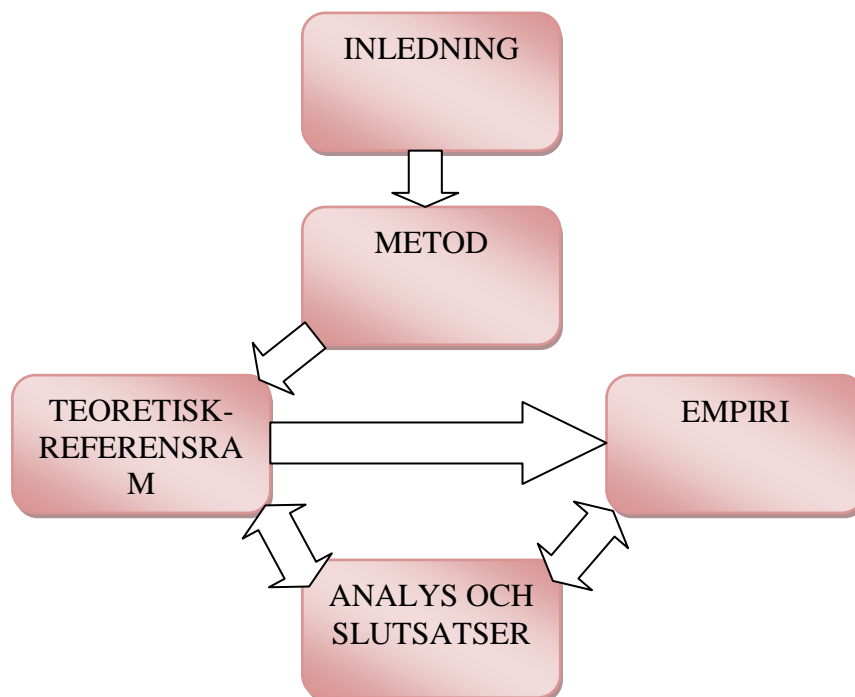 INLEDNING
METOD
TEORETISK-
REFERENSRA
M
EMPIRI
ANALYS OCH
SLUTSATSER